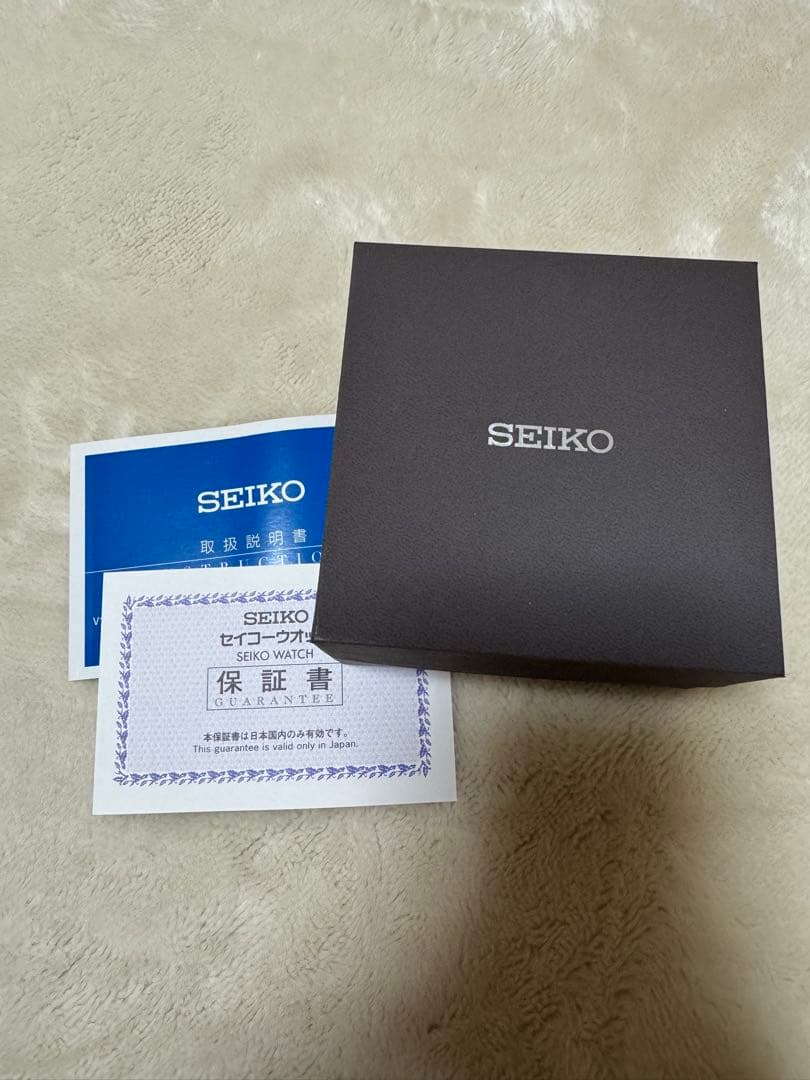 SEIKO
SEIKO
取扱説明書
SEIKO
セイコーウオッ
SEIKO WATCH
保証書
GUARANTEE
本保証書は日本国内のみ有効です。
This guarantee is valid only in Japan.